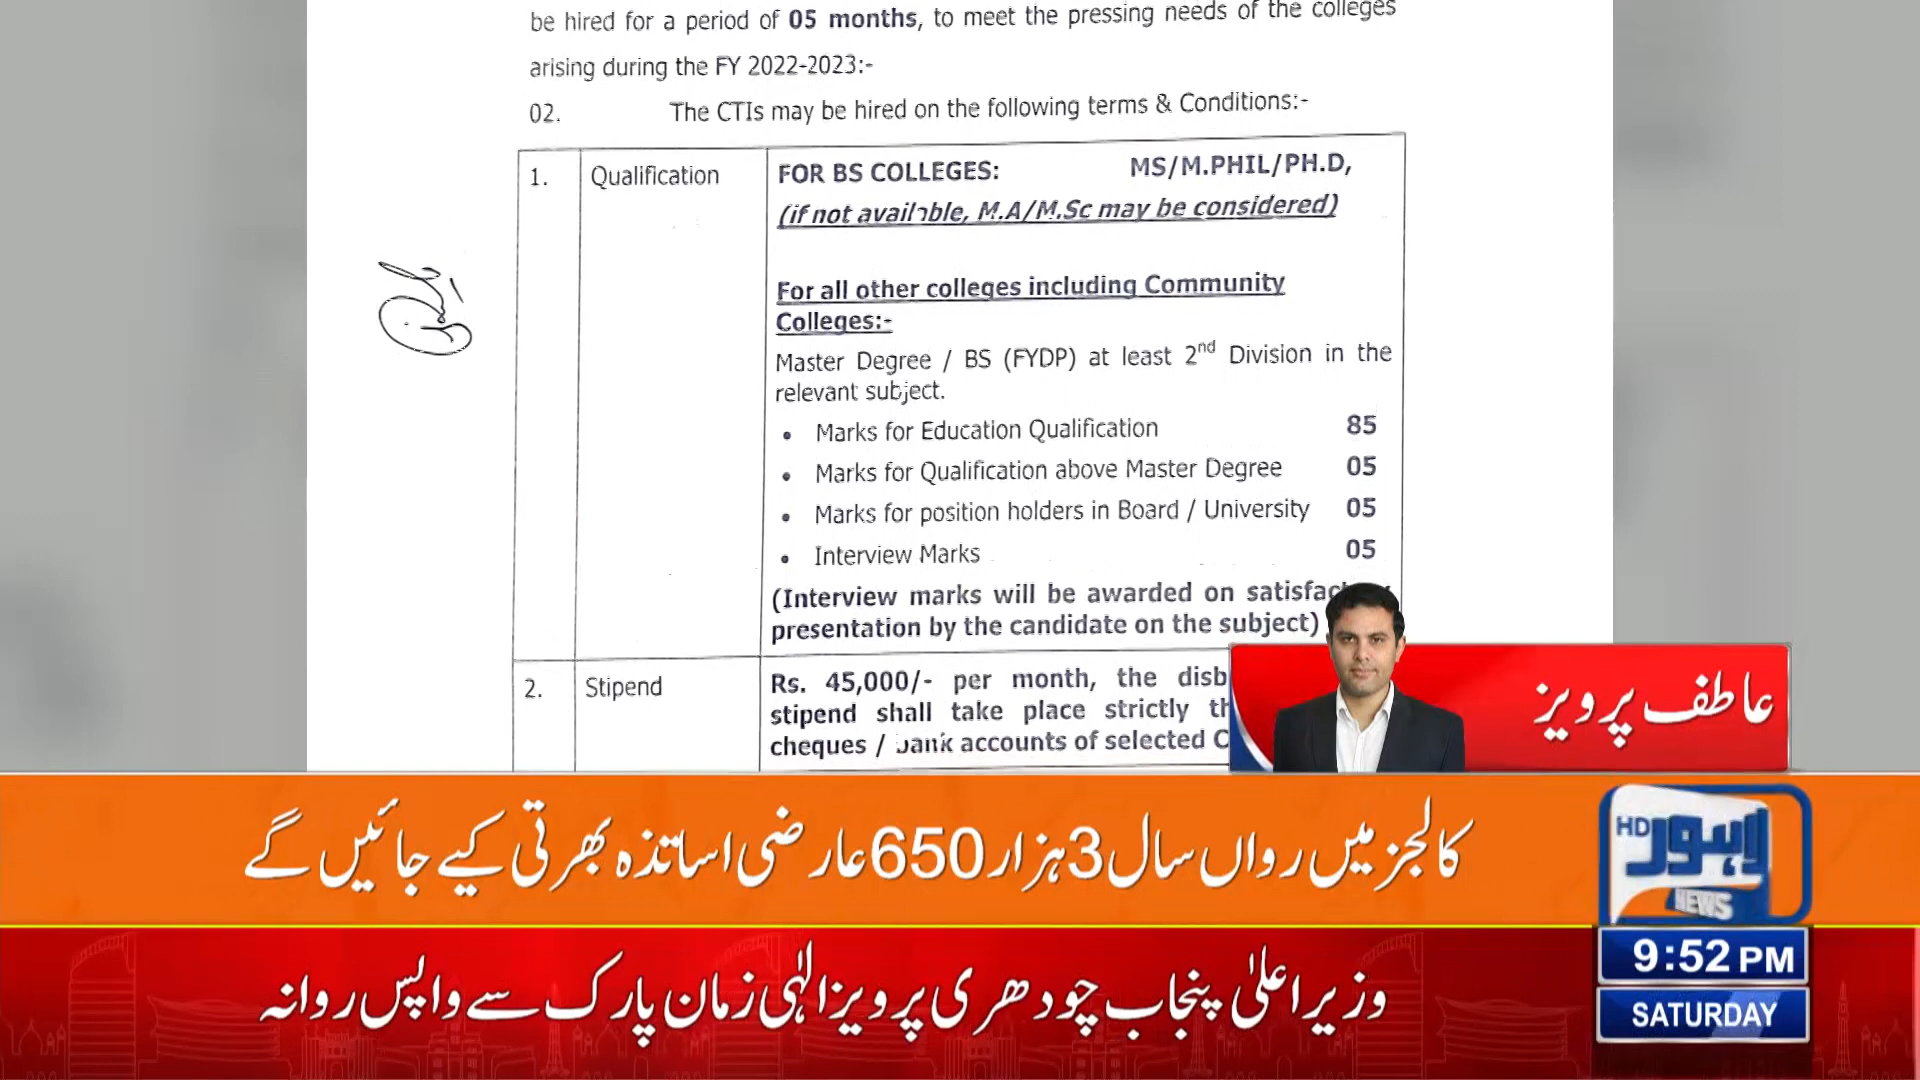 be hired for a period of 05 months, to meet the pressing needs of the colleges
arising during the FY 2022-2023:-
02. The CTIs may be hired on the following terms & Conditions:-
1. Qualification FOR BS COLLEGES: MS/M.PHIL/PH.D,
(if not available, M.A/M.Sc may be considered)
For all other colleges including Community
Colleges:-
Master Degree / BS (FYDP) at least 2nd Division in the
relevant subject.
• Marks for Education Qualification 85
• Marks for Qualification above Master Degree 05
• Marks for position holders in Board / University 05
• Interview Marks 05
(Interview marks will be awarded on
presentation by the candidate on the subject)
2. Stipend Rs. 45,000/- per month, the
stipend shall take place strictly
cheques / bank accounts of selected
عاطف پرویز
کالجز میں رواں سال 3 ہزار 650 عارضی اساتذہ بھرتی کیے جائیں گے
HD لاہور
NEWS
وزیراعلیٰ پنجاب چودھری پرویزالٰہی زمان پارک سے واپس روانہ
9:52 PM
SATURDAY